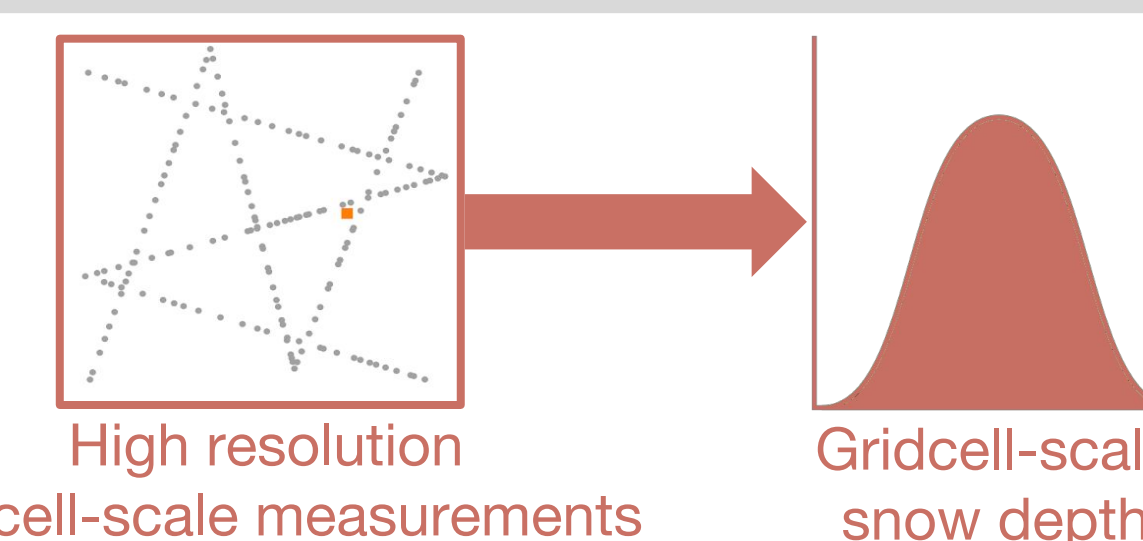 High resolution
cell-scale measurements
Gridcell-scal
snow depth